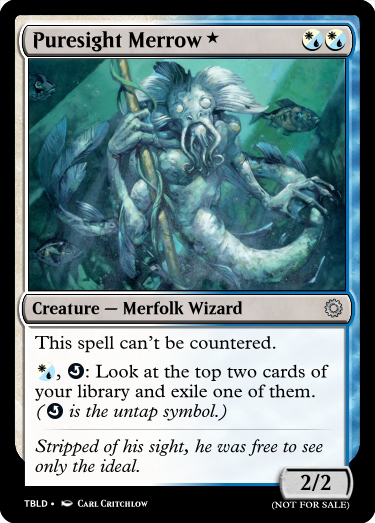 Puresight Merrow ★
Creature — Merfolk Wizard
This spell can't be countered.
, : Look at the top two cards of
your library and exile one of them.
( is the untap symbol.)
Stripped of his sight, he was free to see
only the ideal.
2/2
TBLD • Carl Critchlow
(NOT FOR SALE)